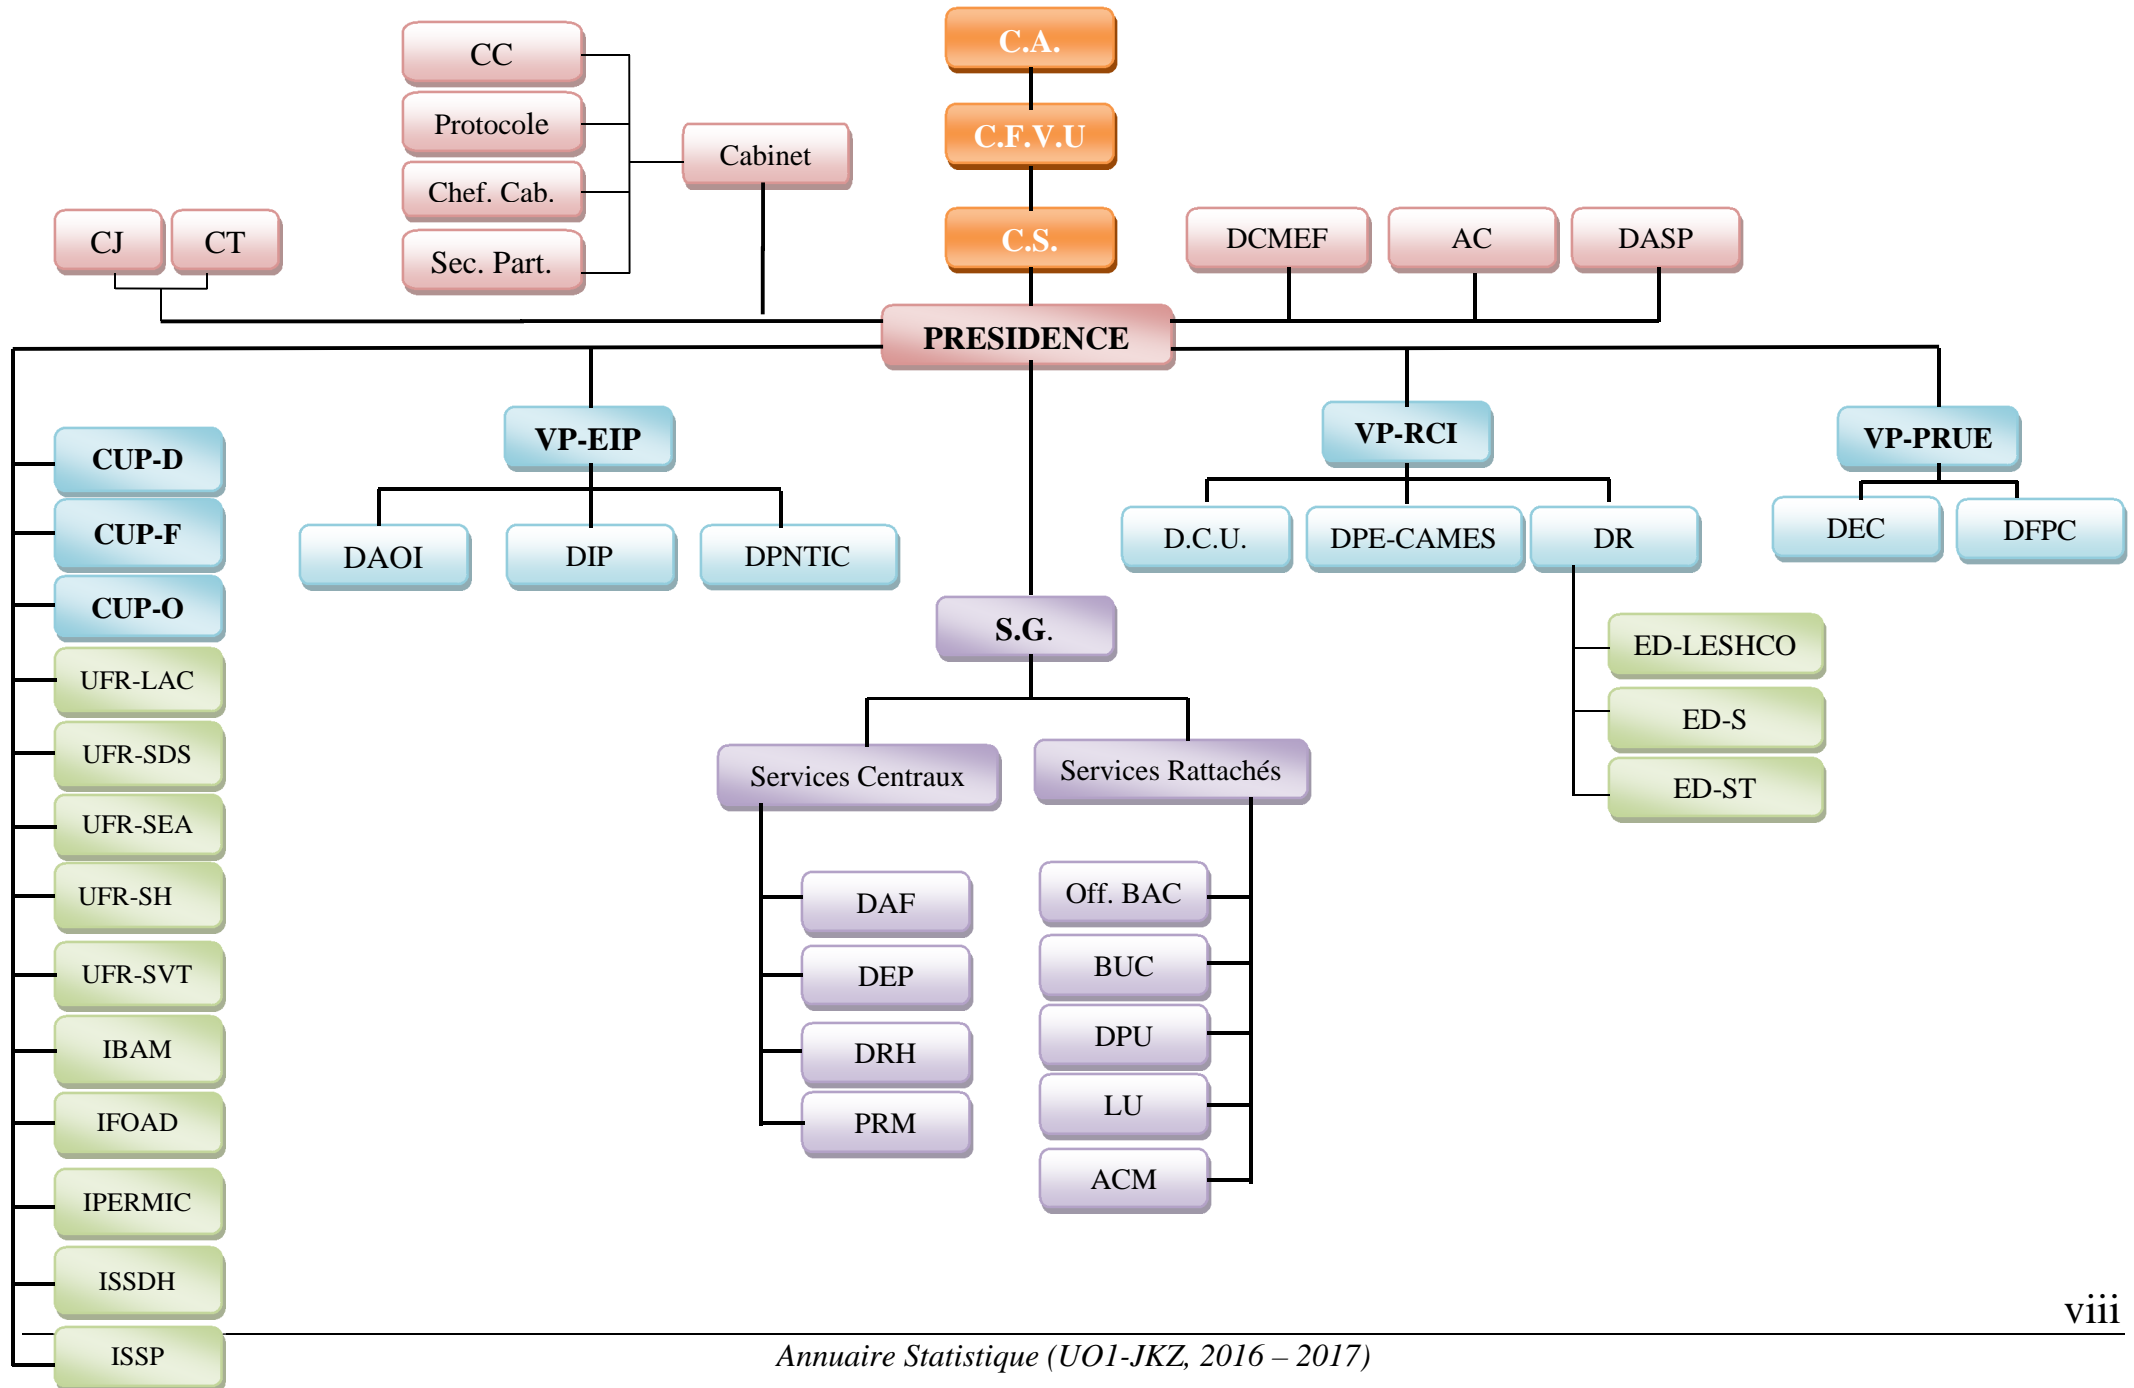 C.A.
C.F.V.U
C.S.
CC
Protocole
Chef. Cab.
Sec. Part.
Cabinet
CJ
CT
DCMEF
AC
DASP
PRESIDENCE
CUP-D
CUP-F
CUP-O
UFR-LAC
UFR-SDS
UFR-SEA
UFR-SH
UFR-SVT
IBAM
IFOAD
IPERMIC
ISSDH
ISSP
VP-EIP
DAOI
DIP
DPNTIC
S.G.
Services Centraux
DAF
DEP
DRH
PRM
Services Rattachés
Off. BAC
BUC
DPU
LU
ACM
VP-RCI
D.C.U.
DPE-CAMES
DR
ED-LESHCO
ED-S
ED-ST
VP-PRUE
DEC
DFPC
viii
Annuaire Statistique (UO1-JKZ, 2016 – 2017)